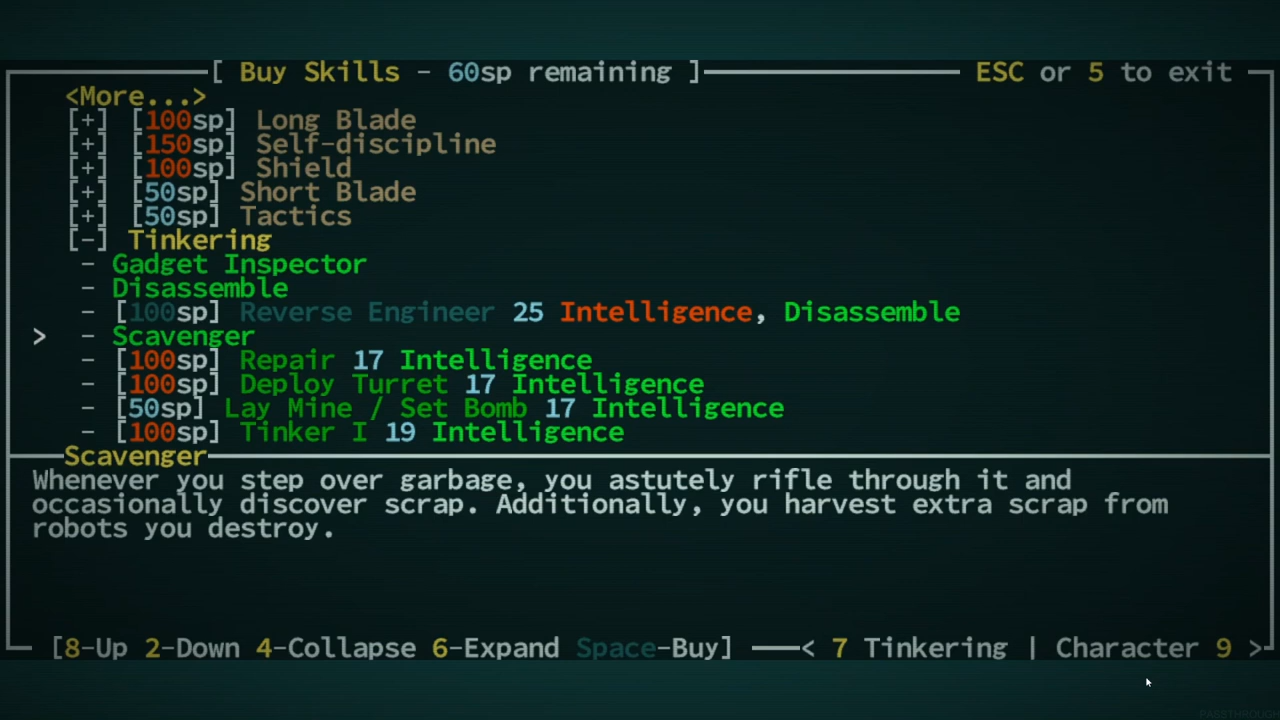 [ Buy Skills - 60sp remaining ] ESC or 5 to exit
<More...>
[+] [100sp] Long Blade
[+] [150sp] Self-discipline
[+] [100sp] Shield
[+] [50sp] Short Blade
[+] [50sp] Tactics
[-] Tinkering
- Gadget Inspector
- Disassemble
- [100sp] Reverse Engineer 25 Intelligence, Disassemble
> - Scavenger
- [100sp] Repair 17 Intelligence
- [100sp] Deploy Turret 17 Intelligence
- [50sp] Lay Mine / Set Bomb 17 Intelligence
- [100sp] Tinker I 19 Intelligence
Scavenger
Whenever you step over garbage, you astutely rifle through it and
occasionally discover scrap. Additionally, you harvest extra scrap from
robots you destroy.
[8-Up 2-Down 4-Collapse 6-Expand Space-Buy] < 7 Tinkering | Character 9 >